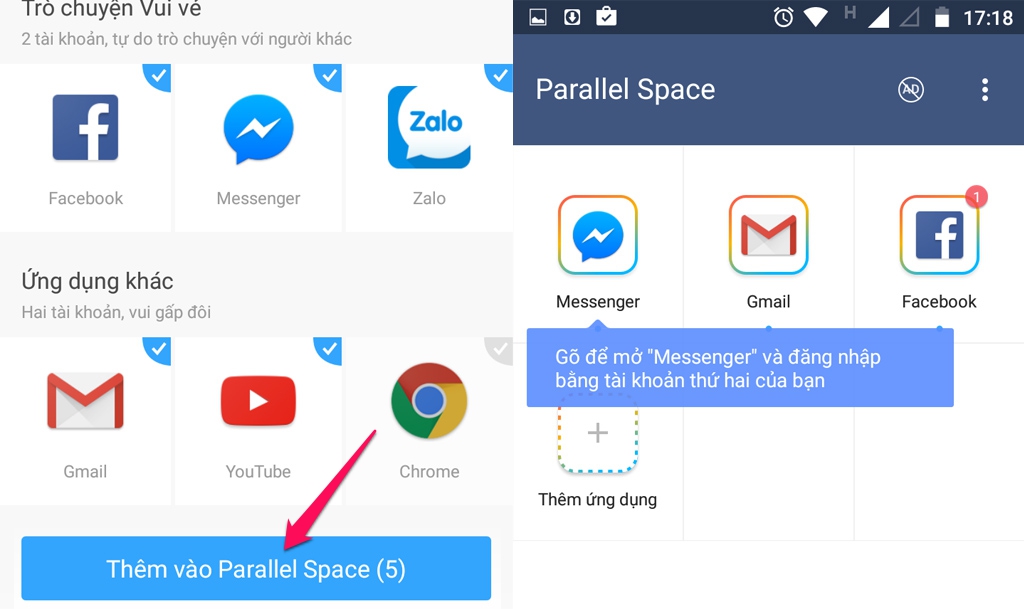 Trò chuyện Vui vẻ
2 tài khoản, tự do trò chuyện với người khác
Zalo
Facebook
Messenger
Zalo
Ứng dụng khác
Hai tài khoản, vui gấp đôi
Gmail
YouTube
Chrome
Thêm vào Parallel Space (5)
H
17:18
Parallel Space
AD
1
Messenger
Gmail
Facebook
Gõ để mở "Messenger" và đăng nhập
bằng tài khoản thứ hai của bạn
Thêm ứng dụng